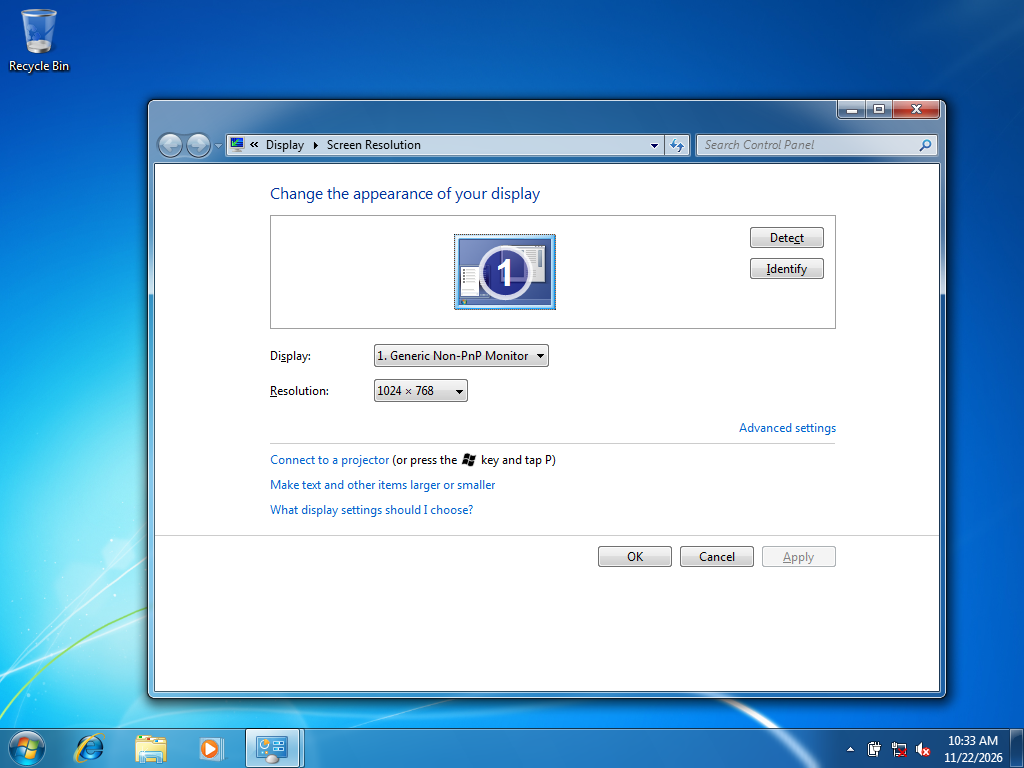 Recycle Bin
« Display ▸ Screen Resolution
Search Control Panel
Change the appearance of your display
1
Detect
Identify
Display:
1. Generic Non-PnP Monitor
Resolution:
1024 × 768
Advanced settings
Connect to a projector (or press the key and tap P)
Make text and other items larger or smaller
What display settings should I choose?
OK
Cancel
Apply
10:33 AM
11/22/2026